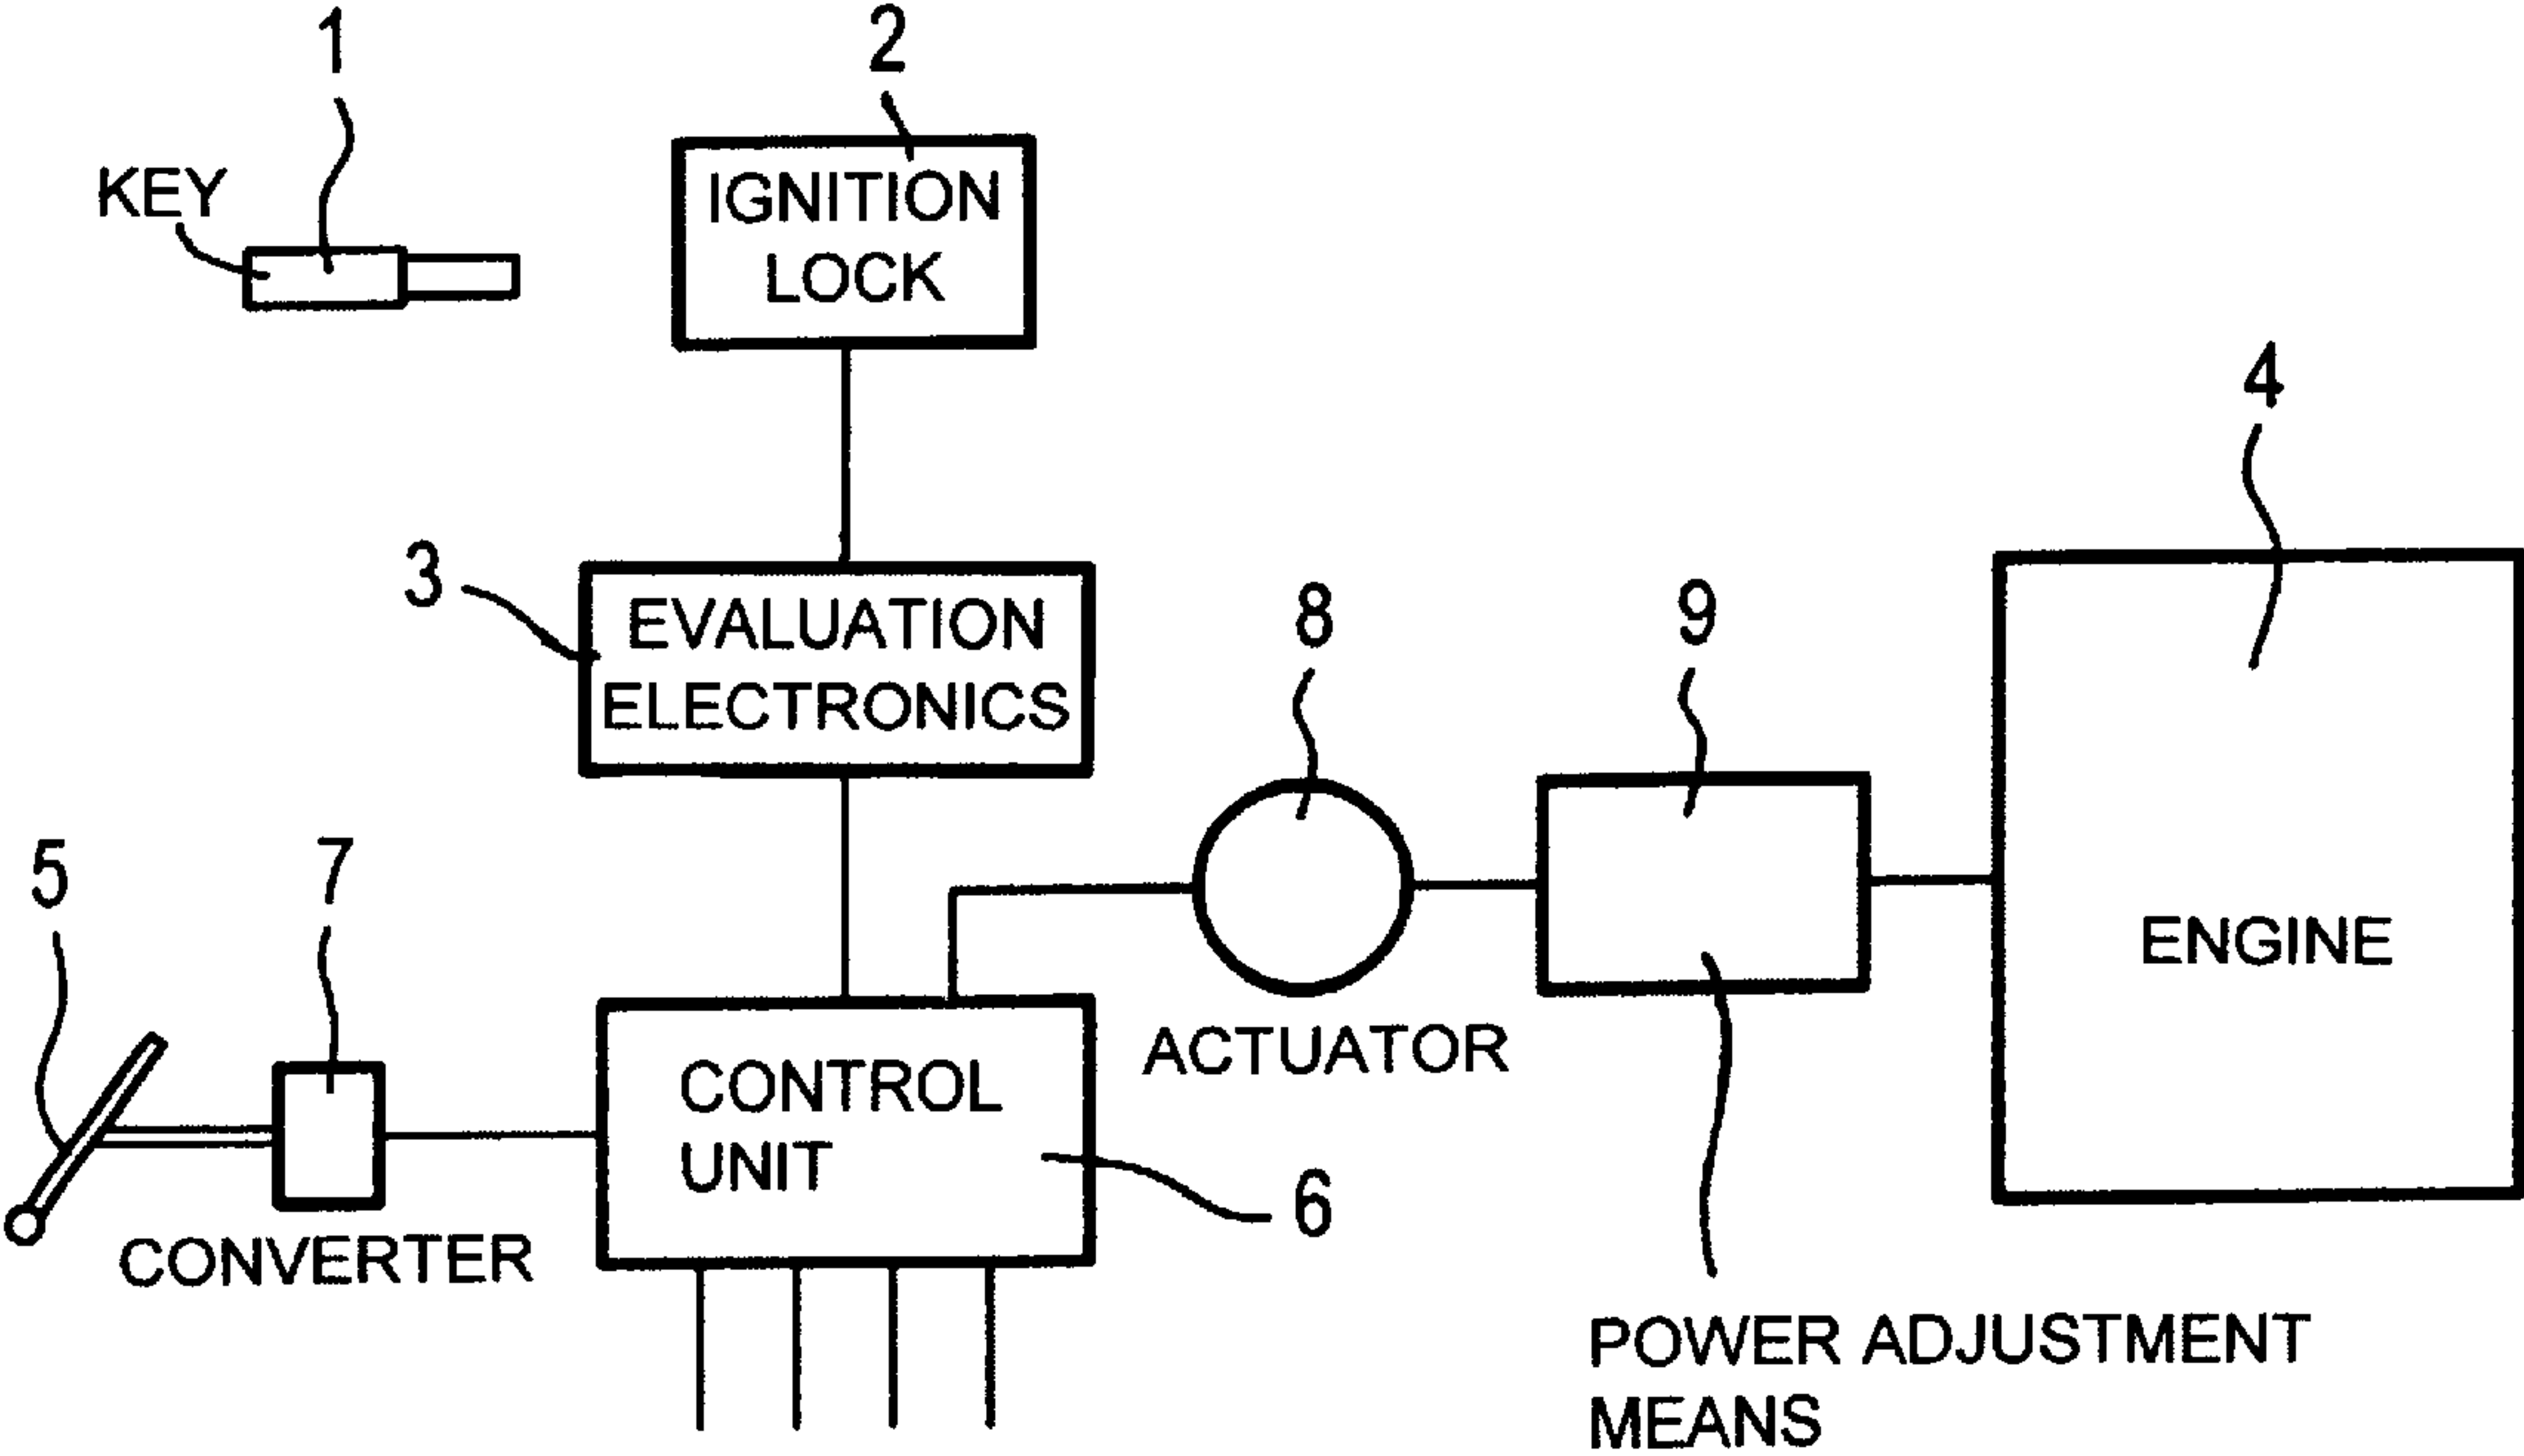 1
2
KEY
IGNITION
LOCK
4
3
EVALUATION
ELECTRONICS
8
9
5
7
ENGINE
ACTUATOR
CONTROL
UNIT
6
CONVERTER
POWER ADJUSTMENT
MEANS